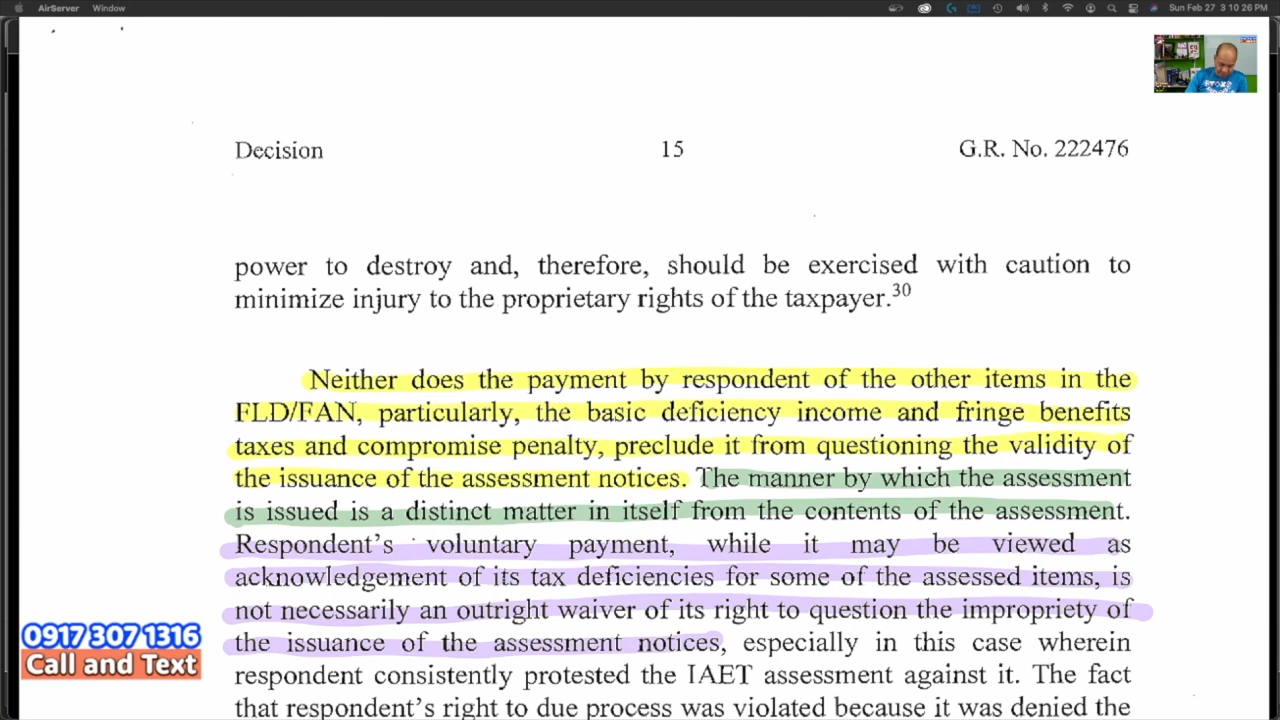 AirServer Window Sun Feb 27 3 10 26 PM
Decision 15 G.R. No. 222476
power to destroy and, therefore, should be exercised with caution to
minimize injury to the proprietary rights of the taxpayer.30
Neither does the payment by respondent of the other items in the
FLD/FAN, particularly, the basic deficiency income and fringe benefits
taxes and compromise penalty, preclude it from questioning the validity of
the issuance of the assessment notices. The manner by which the assessment
is issued is a distinct matter in itself from the contents of the assessment.
Respondent's voluntary payment, while it may be viewed as
acknowledgement of its tax deficiencies for some of the assessed items, is
not necessarily an outright waiver of its right to question the impropriety of
the issuance of the assessment notices, especially in this case wherein
respondent consistently protested the IAET assessment against it. The fact
that respondent's right to due process was violated because it was denied the
0917 307 1316
Call and Text